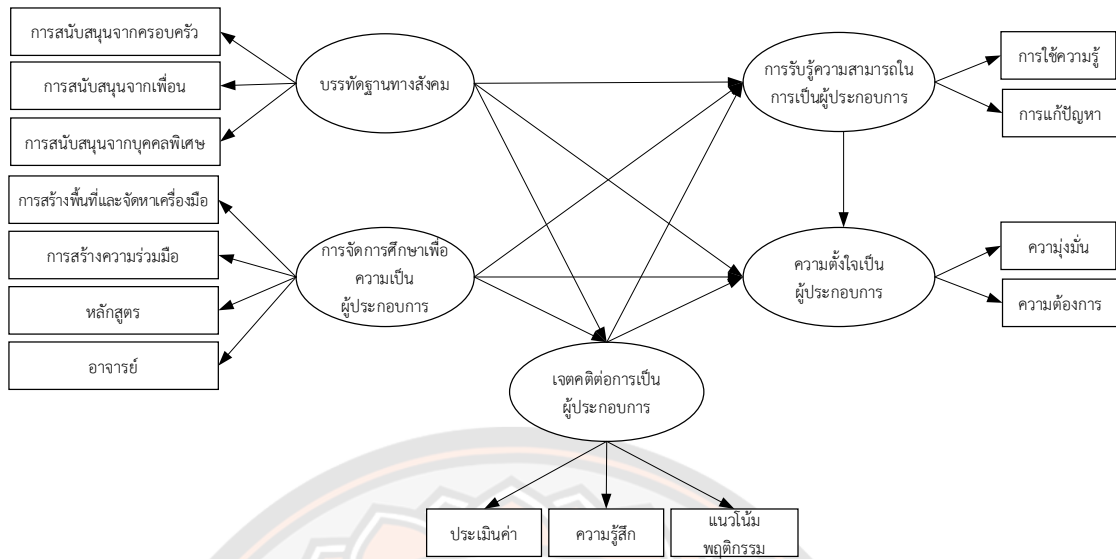 การสนับสนุนจากครอบครัว
การสนับสนุนจากเพื่อน
การสนับสนุนจากบุคคลพิเศษ
การสร้างพื้นที่และจัดหาเครื่องมือ
การสร้างความร่วมมือ
หลักสูตร
อาจารย์
บรรทัดฐานทางสังคม
การจัดการศึกษาเพื่อ
ความเป็น
ผู้ประกอบการ
การรับรู้ความสามารถใน
การเป็นผู้ประกอบการ
ความตั้งใจเป็น
ผู้ประกอบการ
การใช้ความรู้
การแก้ปัญหา
ความุ่งมั่น
ความต้องการ
เจตคติต่อการเป็น
ผู้ประกอบการ
ประเมินค่า
ความรู้สึก
แนวโน้ม
พฤติกรรม